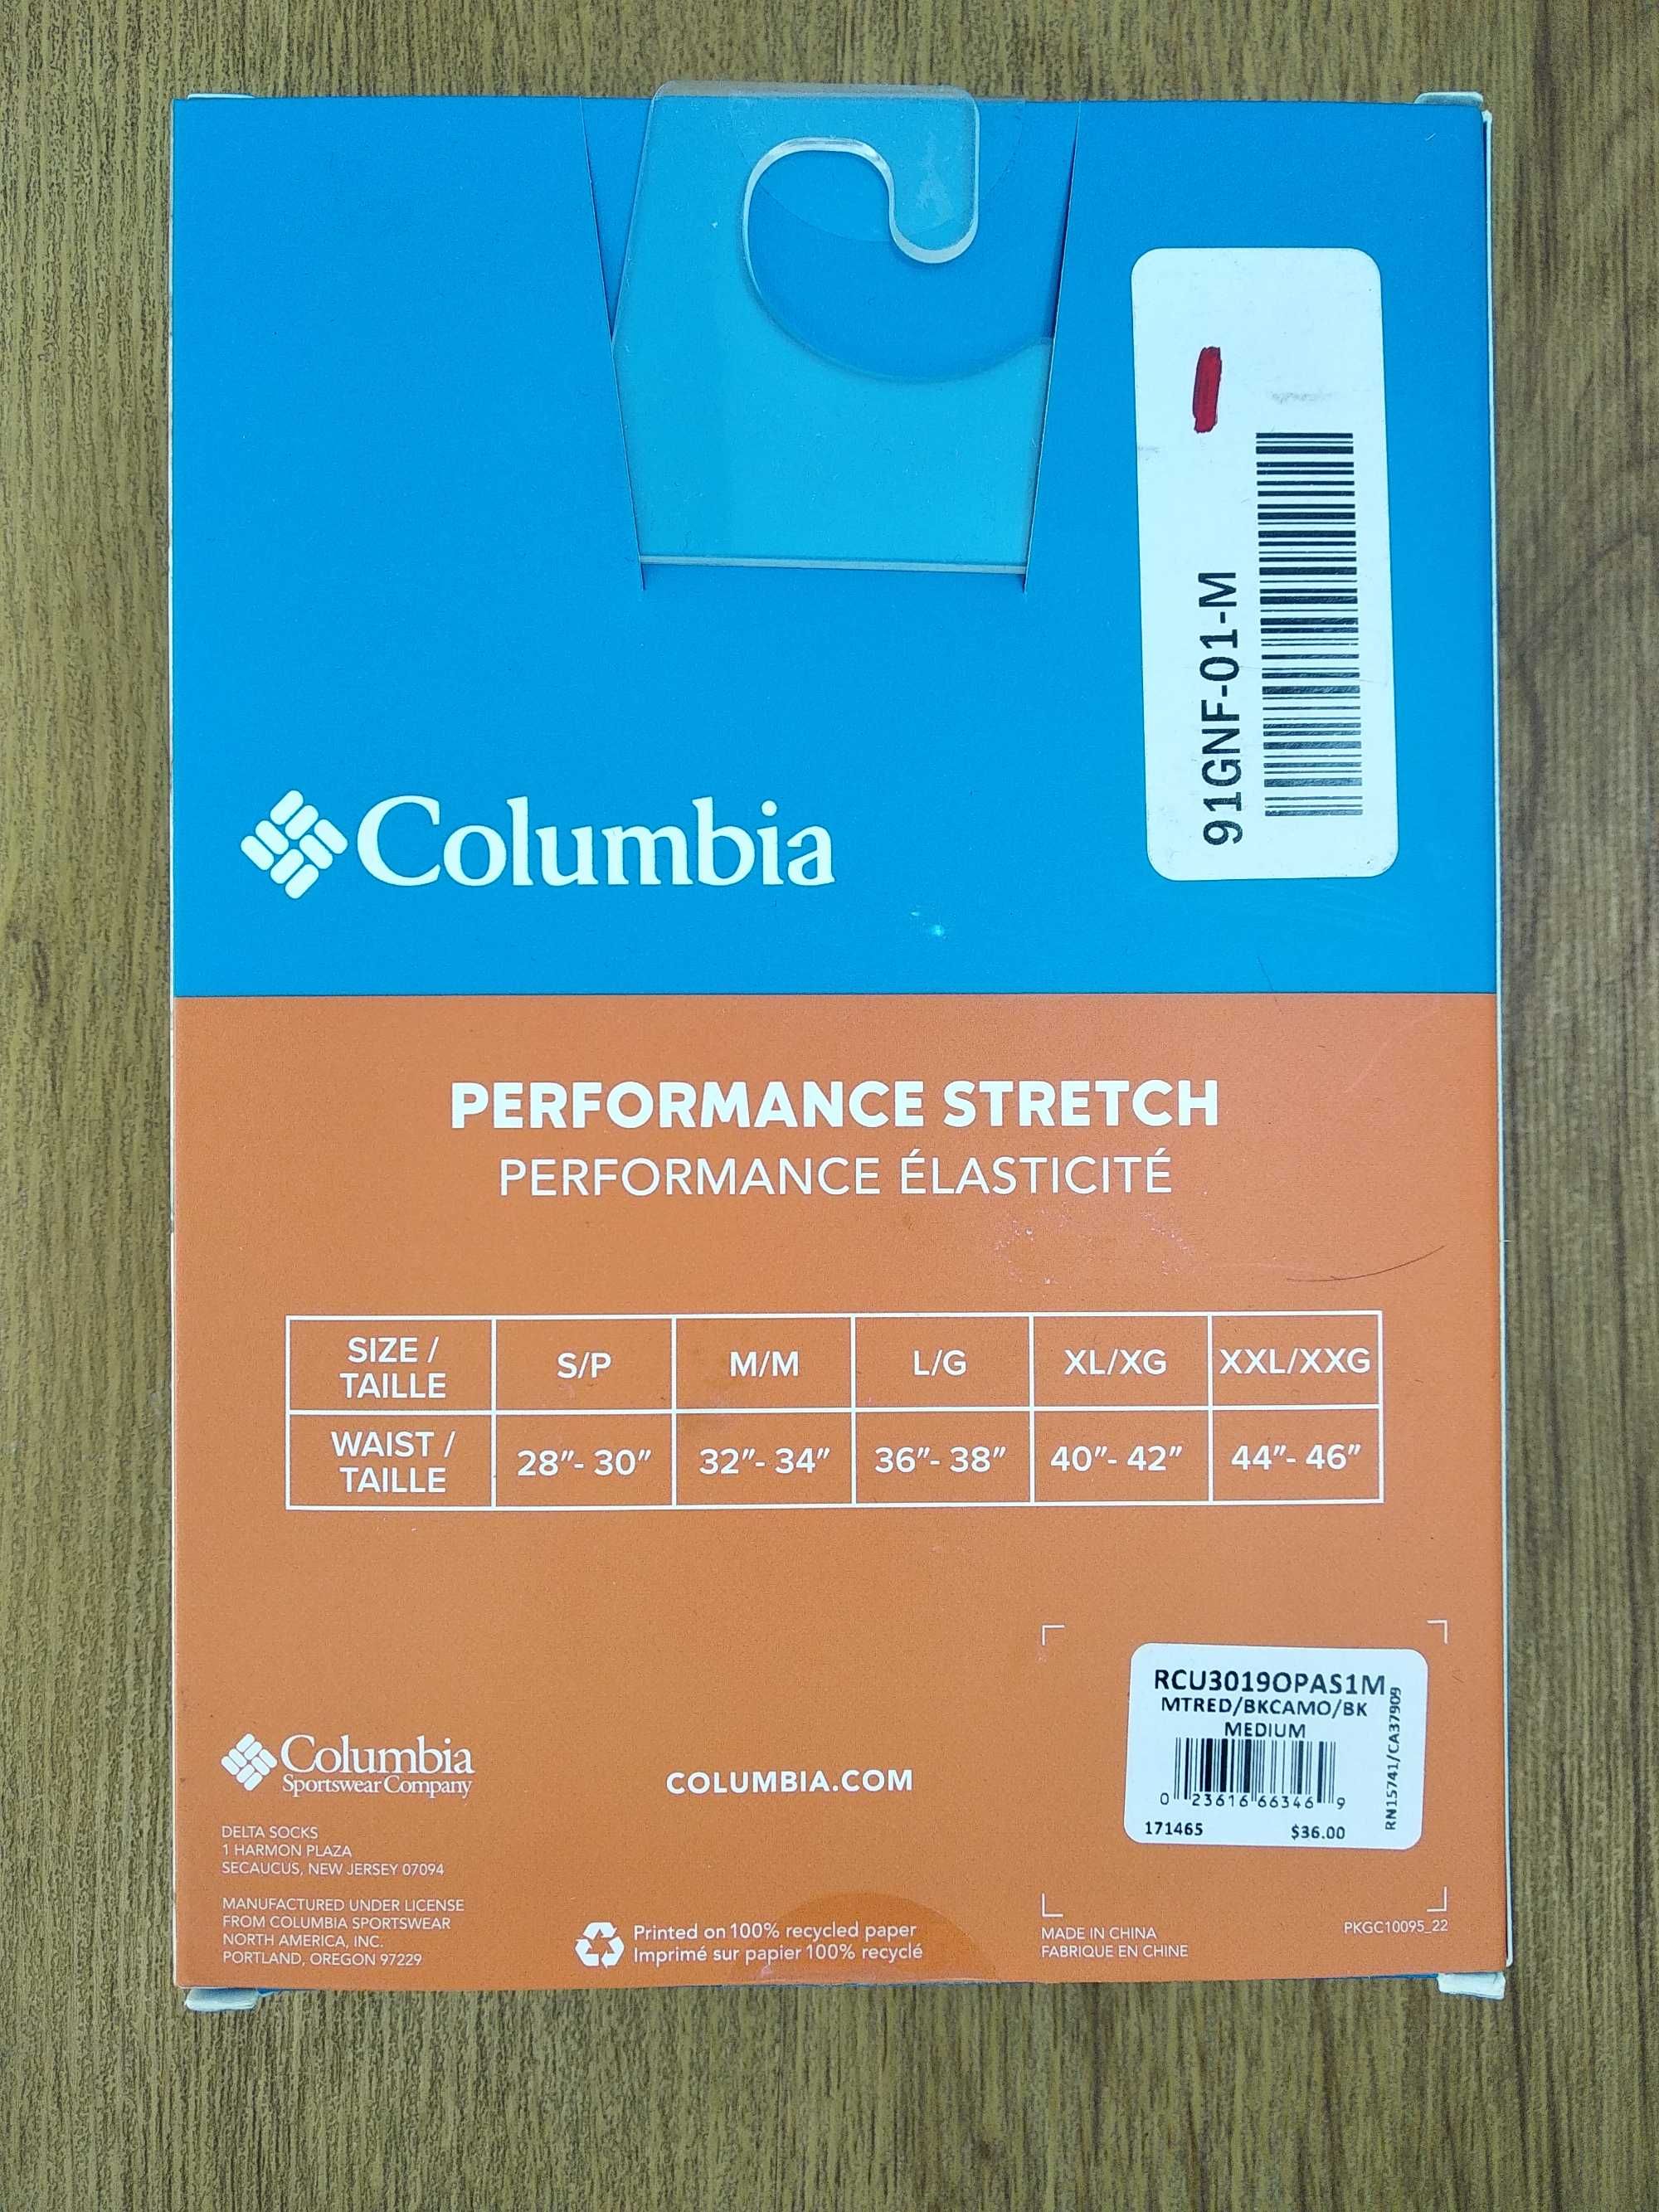 91GNF-01-M
Columbia
PERFORMANCE STRETCH
PERFORMANCE ÉLASTICITÉ
SIZE / TAILLE S/P M/M L/G XL/XG XXL/XXG
WAIST / TAILLE 28"- 30" 32"- 34" 36"- 38" 40"- 42" 44"- 46"
RCU3019OPAS1M
MTRED/BKCAMO/BK
MEDIUM
0 23616 66346 9
171465 $36.00
RN15741/CA37909
Columbia
Sportswear Company
COLUMBIA.COM
DELTA SOCKS
1 HARMON PLAZA
SECAUCUS, NEW JERSEY 07094
MANUFACTURED UNDER LICENSE
FROM COLUMBIA SPORTSWEAR
NORTH AMERICA, INC.
PORTLAND, OREGON 97229
Printed on 100% recycled paper
Imprimé sur papier 100% recyclé
MADE IN CHINA
FABRIQUE EN CHINE
PKGC10095_22